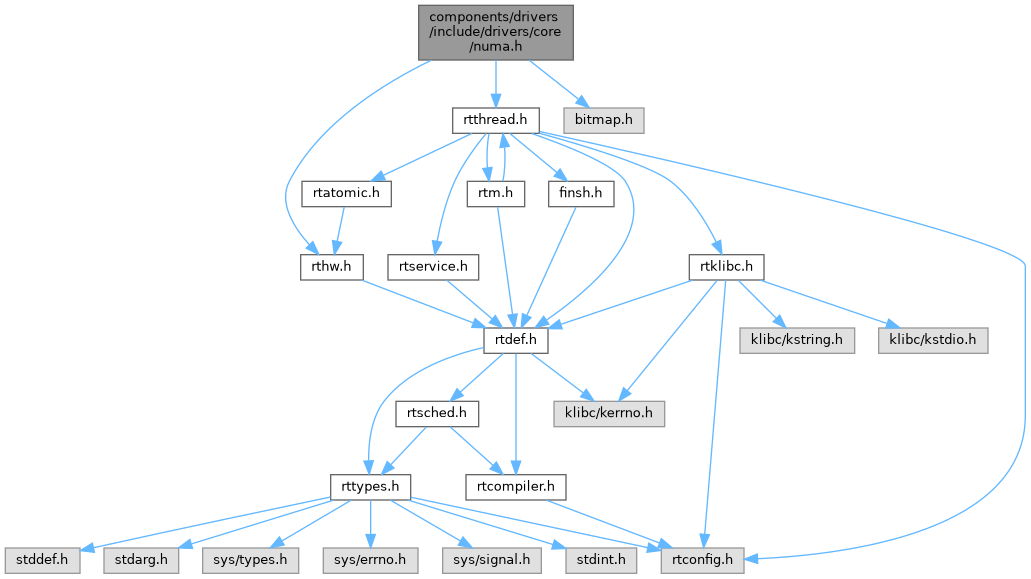 components/drivers
/include/drivers/core
/numa.h
rtthread.h
bitmap.h
rtatomic.h
rtm.h
finsh.h
rthw.h
rtservice.h
rtklibc.h
rtdef.h
klibc/kstring.h
klibc/kstdio.h
rtsched.h
klibc/kerrno.h
rttypes.h
rtcompiler.h
stddef.h
stdarg.h
sys/types.h
sys/errno.h
sys/signal.h
stdint.h
rtconfig.h